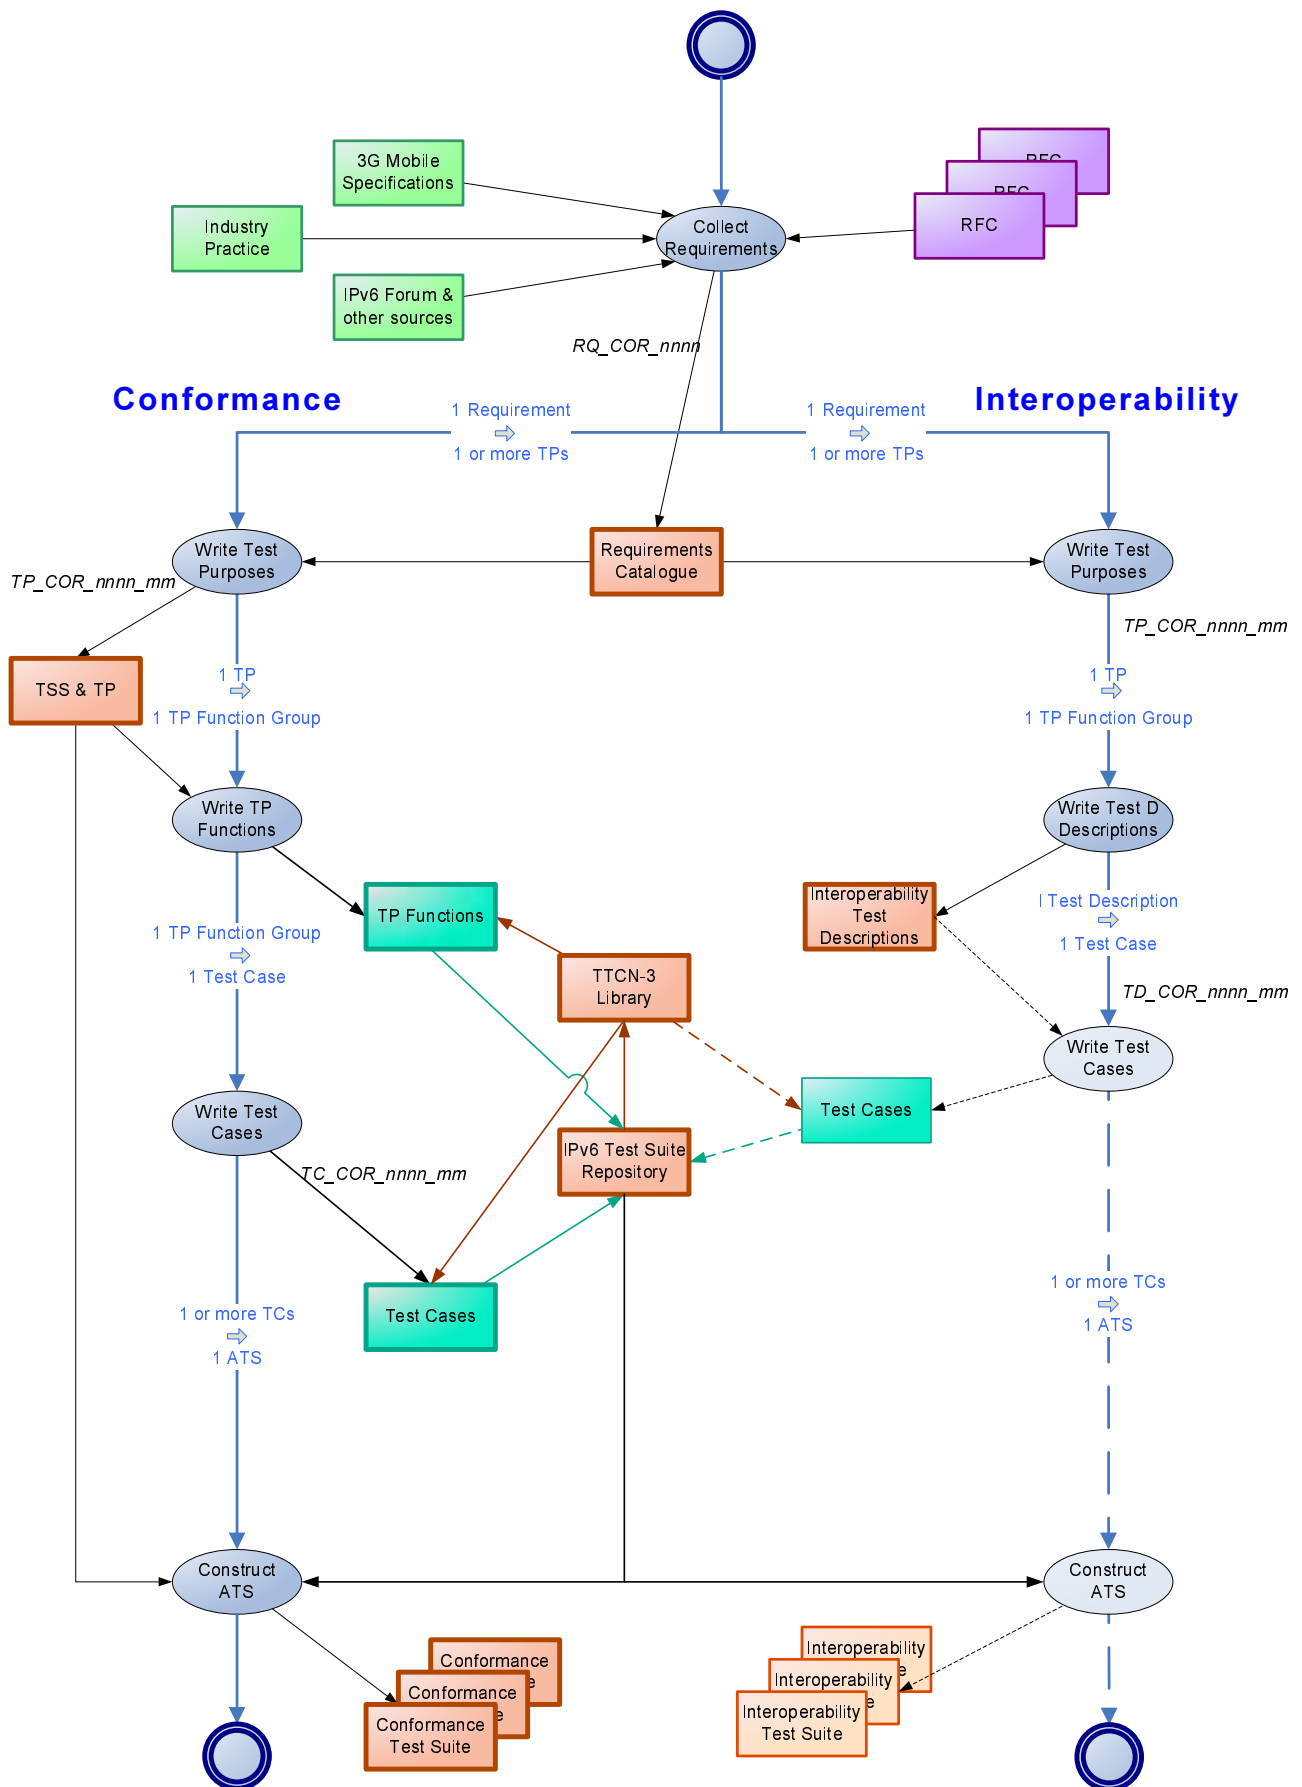 3G Mobile
Specifications
RFC
RFC
RFC
Industry
Practice
Collect
Requirements
IPv6 Forum &
other sources
RQ_COR_nnnn
Conformance
Interoperability
1 Requirement
1 or more TPs
1 Requirement
1 or more TPs
Write Test
Purposes
Requirements
Catalogue
Write Test
Purposes
TP_COR_nnnn_mm
TP_COR_nnnn_mm
TSS & TP
1 TP
1 TP Function Group
1 TP
1 TP Function Group
Write TP
Functions
Write Test D
Descriptions
TP Functions
Interoperability
Test
Descriptions
1 TP Function Group
1 Test Case
l Test Description
1 Test Case
TTCN-3
Library
TD_COR_nnnn_mm
Write Test
Cases
Write Test
Cases
Test Cases
IPv6 Test Suite
Repository
TC_COR_nnnn_mm
Test Cases
1 or more TCs
1 ATS
1 or more TCs
1 ATS
Construct
ATS
Construct
ATS
Conformance
e
Conformance
e
Conformance
Test Suite
Interoperability
e
Interoperability
e
Interoperability
Test Suite